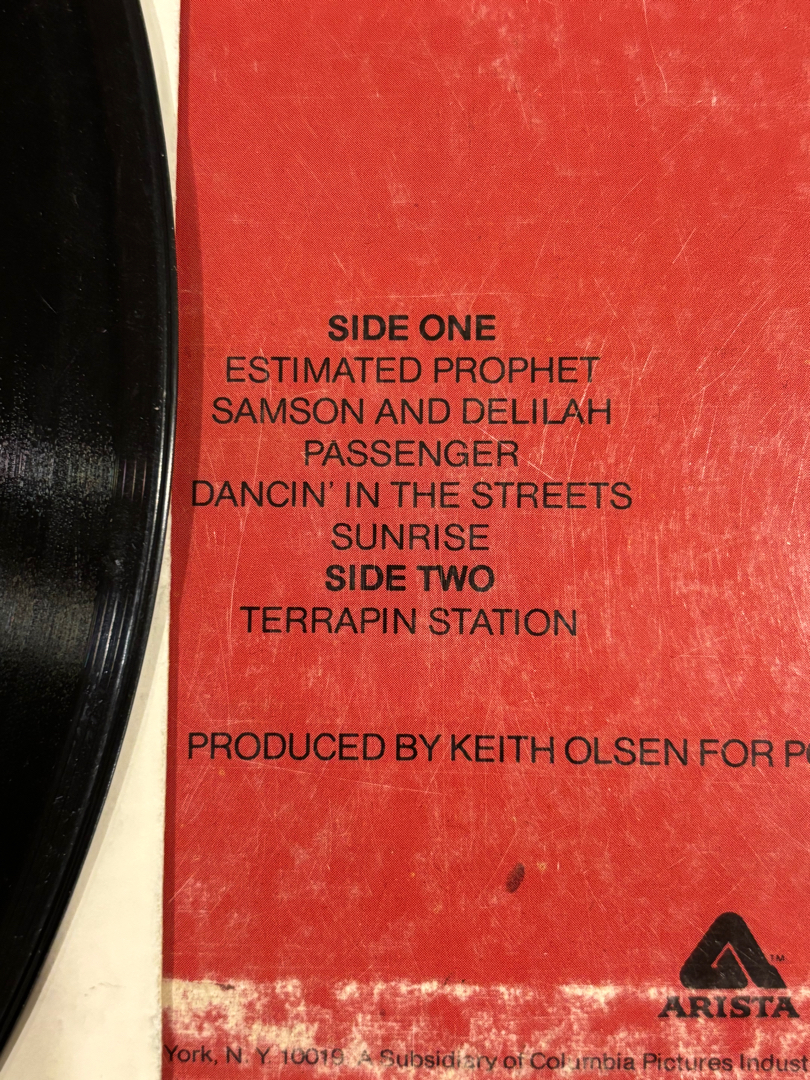 SIDE ONE
ESTIMATED PROPHET
SAMSON AND DELILAH
PASSENGER
DANCIN' IN THE STREETS
SUNRISE
SIDE TWO
TERRAPIN STATION
PRODUCED BY KEITH OLSEN FOR
TM
ARISTA
York, N. Y 10019 A Subsidiary of Columbia Pictures